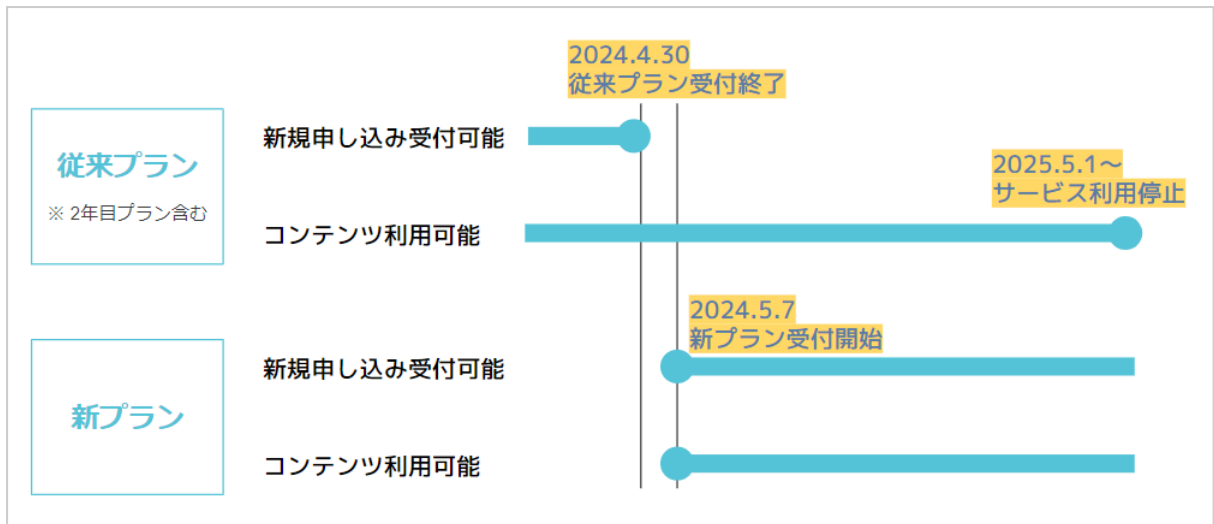 2024.4.30
従来プラン受付終了
従来プラン
※ 2年目プラン含む
新規申し込み受付可能
2025.5.1～
サービス利用停止
コンテンツ利用可能
2024.5.7
新プラン受付開始
新プラン
新規申し込み受付可能
コンテンツ利用可能